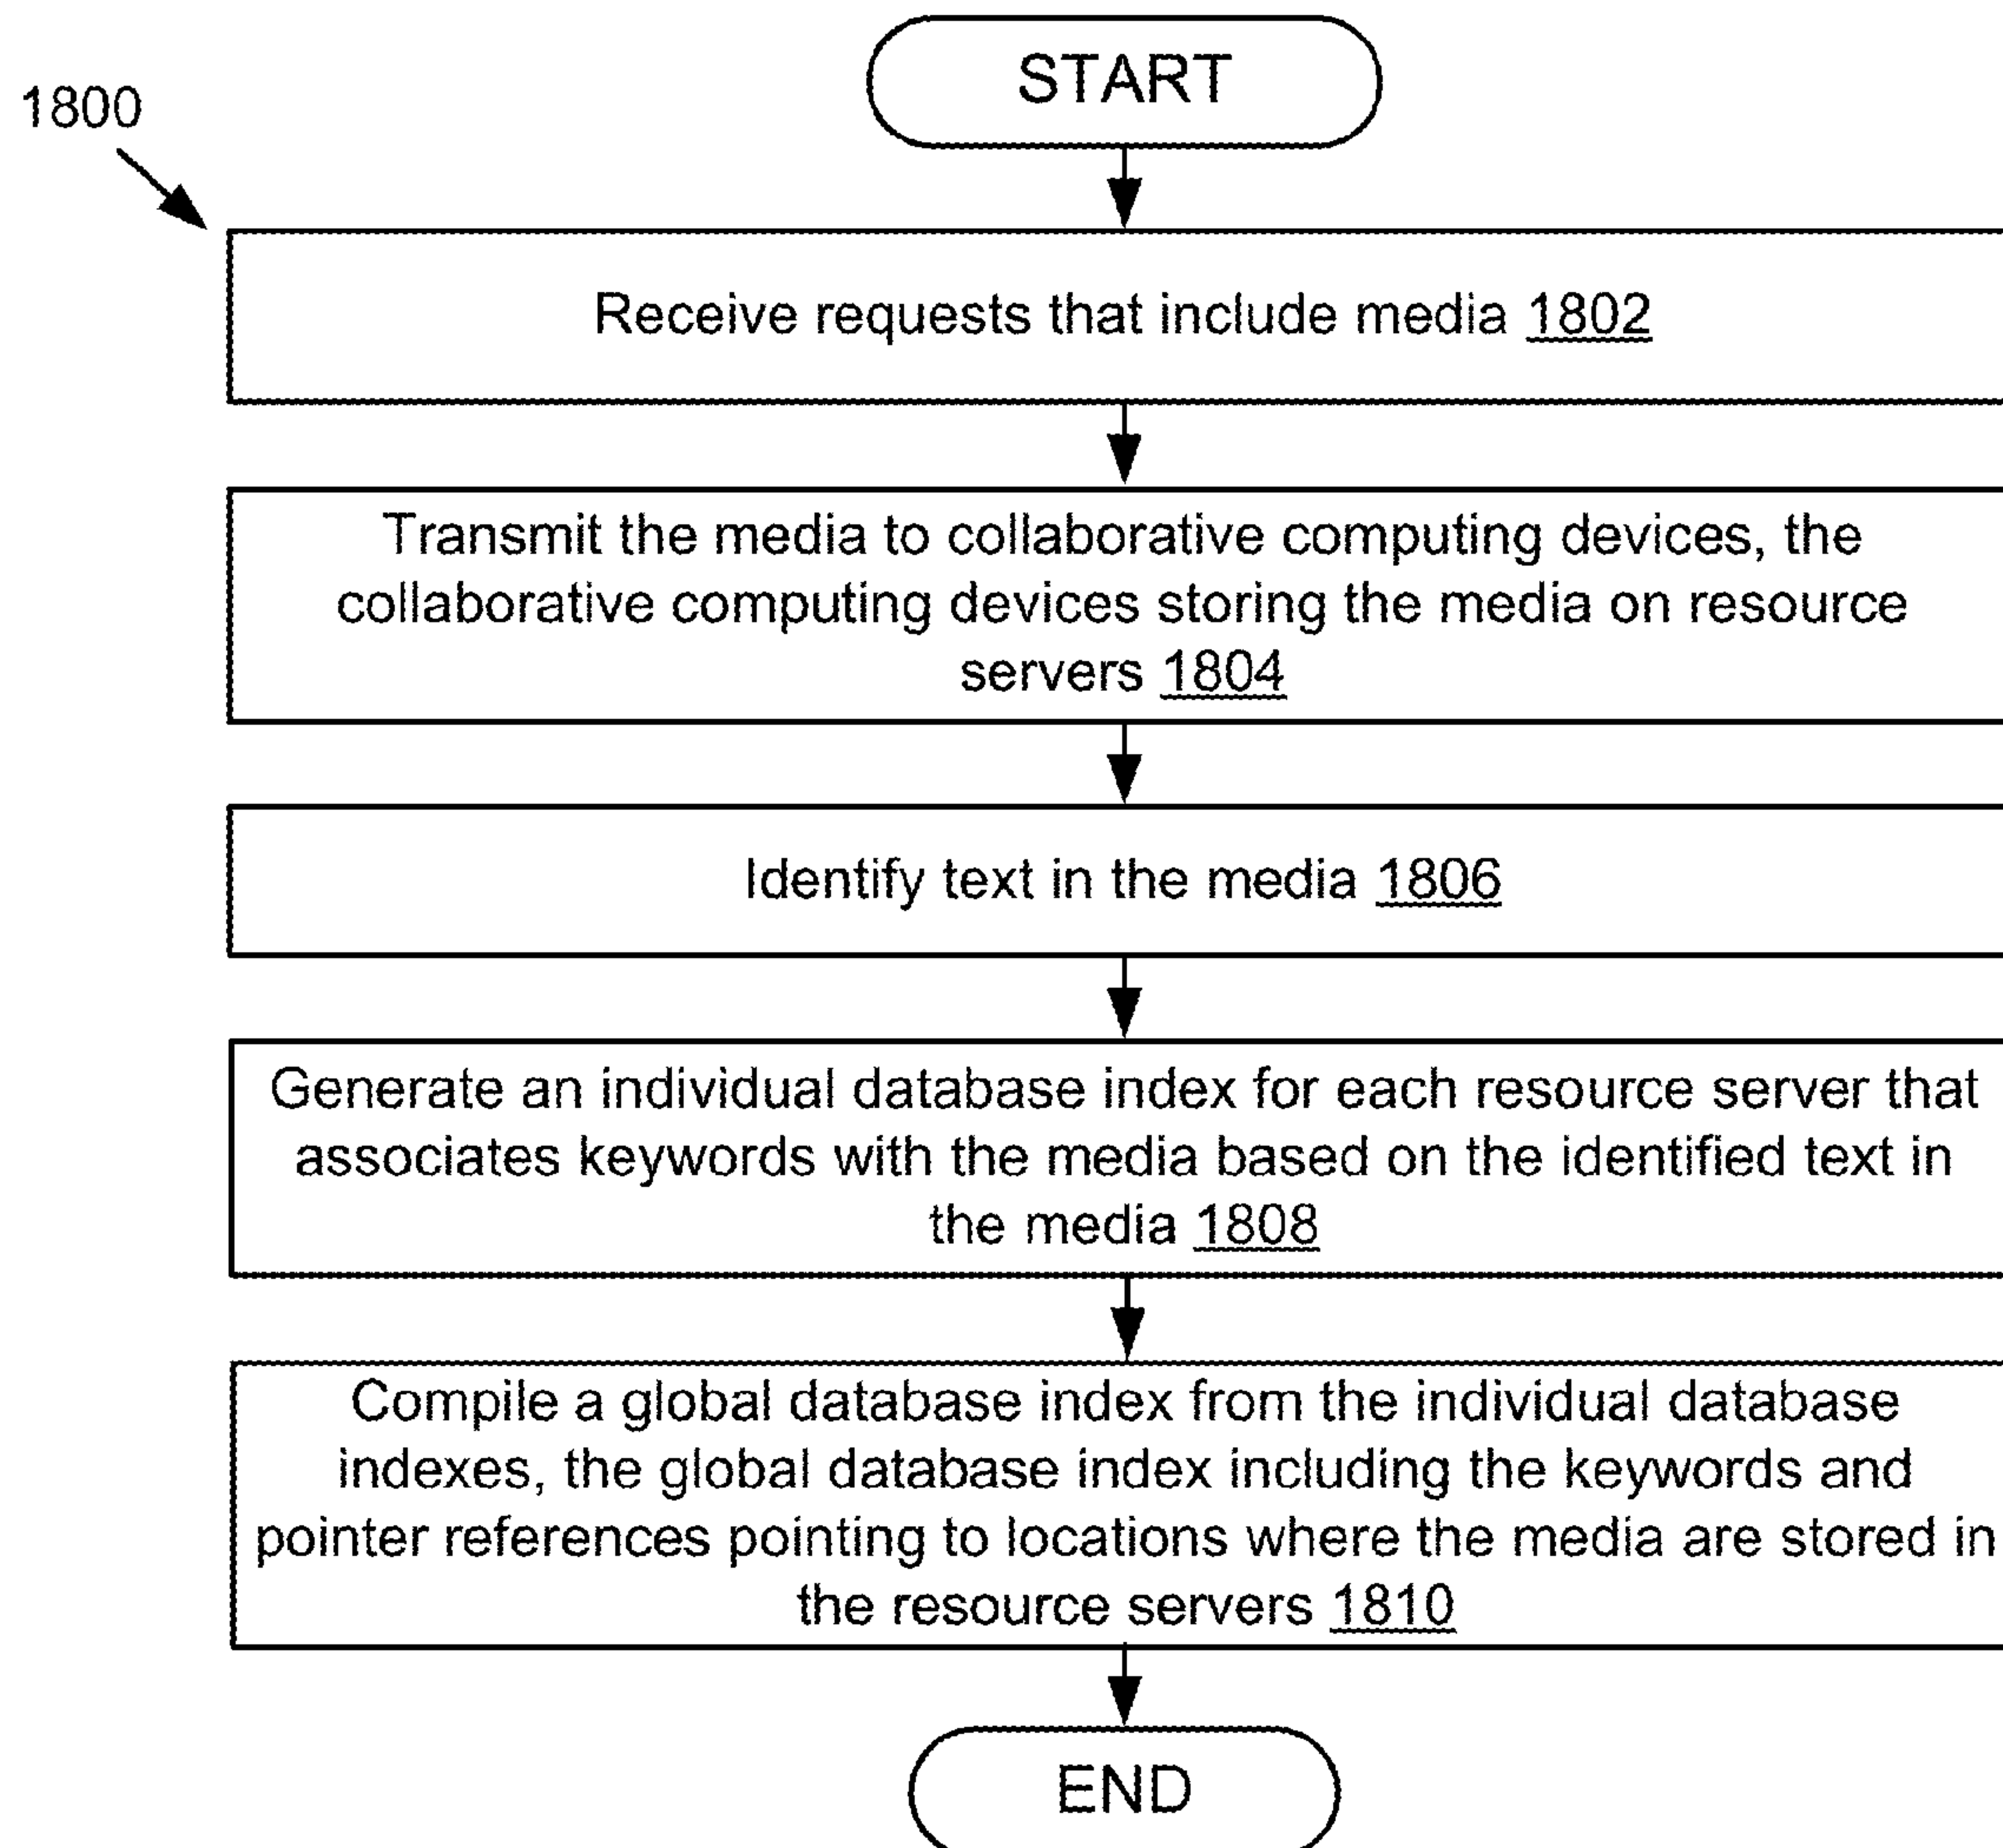 START
1800
Receive requests that include media 1802
Transmit the media to collaborative computing devices, the
collaborative computing devices storing the media on resource
servers 1804
Identify text in the media 1806
Generate an individual database index for each resource server that
associates keywords with the media based on the identified text in
the media 1808
Compile a global database index from the individual database
indexes, the global database index including the keywords and
pointer references pointing to locations where the media are stored in
the resource servers 1810
END